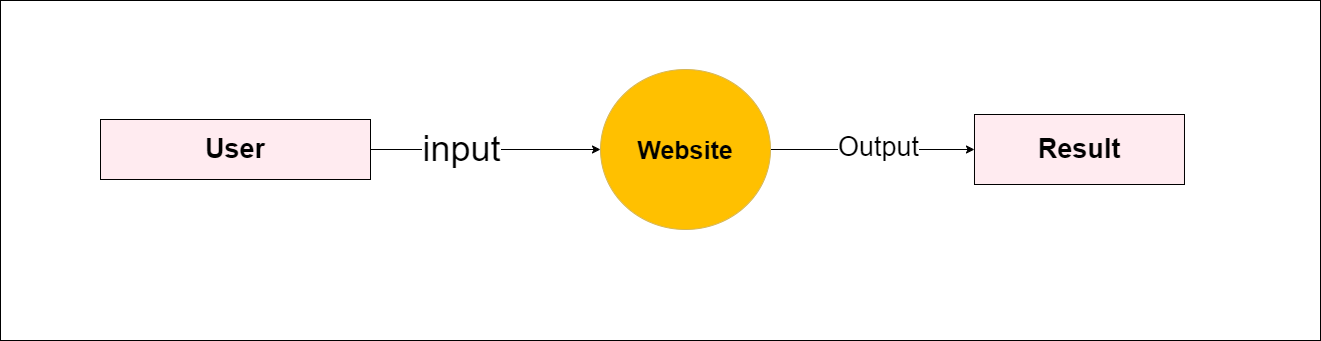 User
input
Website
Output
Result